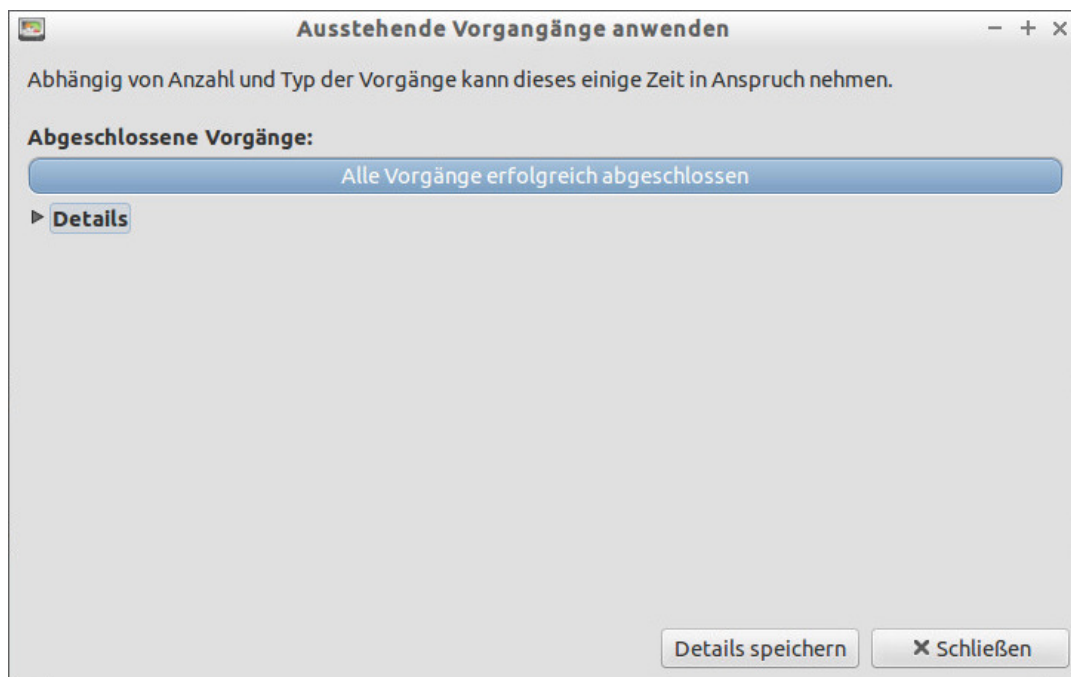 Ausstehende Vorgangänge anwenden
Abhängig von Anzahl und Typ der Vorgänge kann dieses einige Zeit in Anspruch nehmen.
Abgeschlossene Vorgänge:
Alle Vorgänge erfolgreich abgeschlossen
Details
Details speichern
Schließen